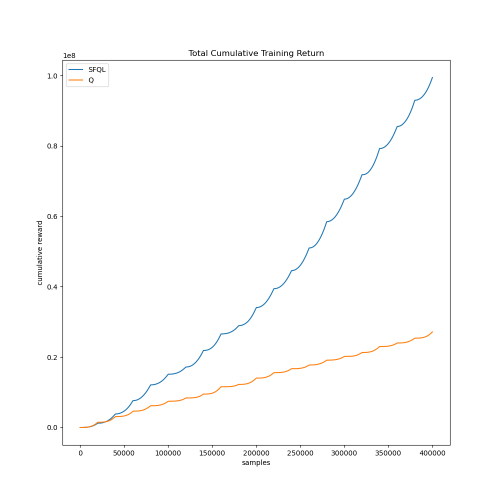 Total Cumulative Training Return
1e8
SFQL
Q
1.0
0.8
0.6
0.4
0.2
0.0
cumulative reward
0 50000 100000 150000 200000 250000 300000 350000 400000
samples